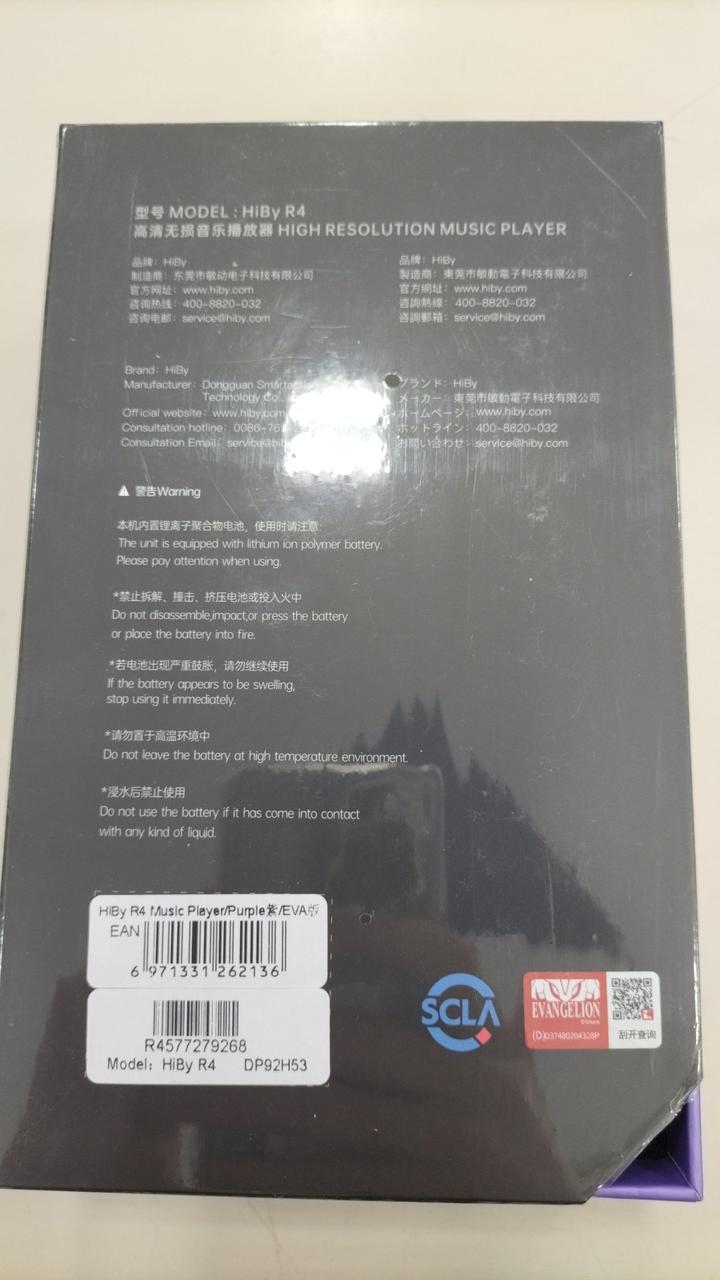 型号 MODEL : HiBy R4
高清无损音乐播放器 HIGH RESOLUTION MUSIC PLAYER
品牌: HiBy
制造商: 东莞市敏动电子科技有限公司
官方网址: www.hiby.com
咨询热线: 400-8820-032
咨询电邮: service@hiby.com
品牌: HiBy
製造商: 東莞市敏動電子科技有限公司
官方網址: www.hiby.com
咨詢熱線: 400-8820-032
咨詢郵箱: service@hiby.com
Brand: HiBy
Manufacturer: Dongguan
Technology Co.,
Official website: www.hiby.com
Consultation hotline: 0086-76
Consultation Email: service@hib
ブランド: HiBy
メーカー: 東莞市敏動電子科技有限公司
ホームページ: www.hiby.com
ホットライン: 400-8820-032
お問い合わせ: service@hiby.com
警告Warning
本机内置锂离子聚合物电池，使用时请注意:
The unit is equipped with lithium ion polymer battery.
Please pay attention when using.
*禁止拆解、撞击、挤压电池或投入火中
Do not disassemble,impact,or press the battery
or place the battery into fire.
*若电池出现严重鼓胀，请勿继续使用
If the battery appears to be swelling,
stop using it immediately.
*请勿置于高温环境中
Do not leave the battery at high temperature environment.
*浸水后禁止使用
Do not use the battery if it has come into contact
with any kind of liquid.
HiBy R4 Music Player/Purple紫/EVA版
EAN
6 971331 262136
R4577279268
Model: HiBy R4 DP92H53
SCLA
EVANGELION
(D)D37480204328P
刮开查询